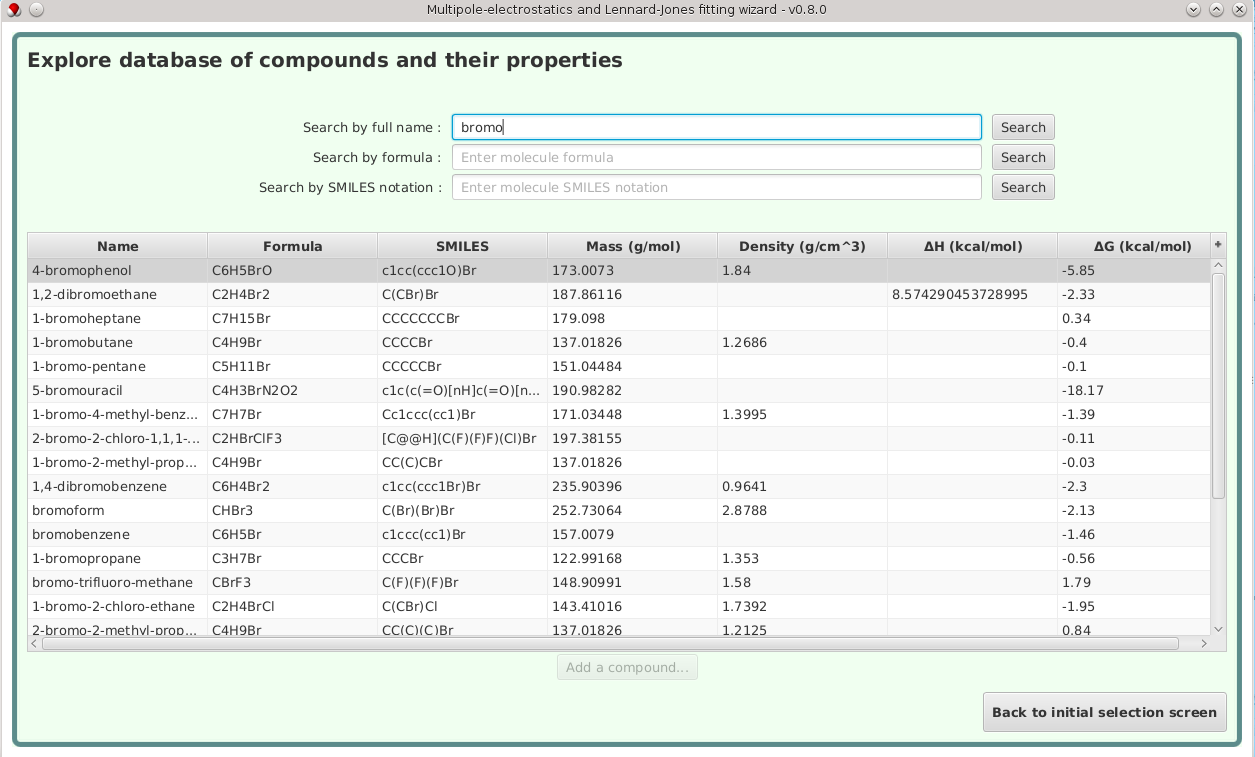 Multipole-electrostatics and Lennard-Jones fitting wizard - v0.8.0
Explore database of compounds and their properties
Search by full name : bromo Search
Search by formula : Enter molecule formula Search
Search by SMILES notation : Enter molecule SMILES notation Search
Name Formula SMILES Mass (g/mol) Density (g/cm^3) ΔH (kcal/mol) ΔG (kcal/mol) +
4-bromophenol C6H5BrO c1cc(ccc1O)Br 173.0073 1.84 -5.85
1,2-dibromoethane C2H4Br2 C(CBr)Br 187.86116 8.574290453728995 -2.33
1-bromoheptane C7H15Br CCCCCCCBr 179.098 0.34
1-bromobutane C4H9Br CCCCBr 137.01826 1.2686 -0.4
1-bromo-pentane C5H11Br CCCCCBr 151.04484 -0.1
5-bromouracil C4H3BrN2O2 c1c(c(=O)[nH]c(=O)[n... 190.98282 -18.17
1-bromo-4-methyl-benz... C7H7Br Cc1ccc(cc1)Br 171.03448 1.3995 -1.39
2-bromo-2-chloro-1,1,1-... C2HBrClF3 [C@@H](C(F)(F)F)(Cl)Br 197.38155 -0.11
1-bromo-2-methyl-prop... C4H9Br CC(C)CBr 137.01826 -0.03
1,4-dibromobenzene C6H4Br2 c1cc(ccc1Br)Br 235.90396 0.9641 -2.3
bromoform CHBr3 C(Br)(Br)Br 252.73064 2.8788 -2.13
bromobenzene C6H5Br c1ccc(cc1)Br 157.0079 -1.46
1-bromopropane C3H7Br CCCBr 122.99168 1.353 -0.56
bromo-trifluoro-methane CBrF3 C(F)(F)(F)Br 148.90991 1.58 1.79
1-bromo-2-chloro-ethane C2H4BrCl C(CBr)Cl 143.41016 1.7392 -1.95
2-bromo-2-methyl-prop... C4H9Br CC(C)(C)Br 137.01826 1.2125 0.84
Add a compound...
Back to initial selection screen